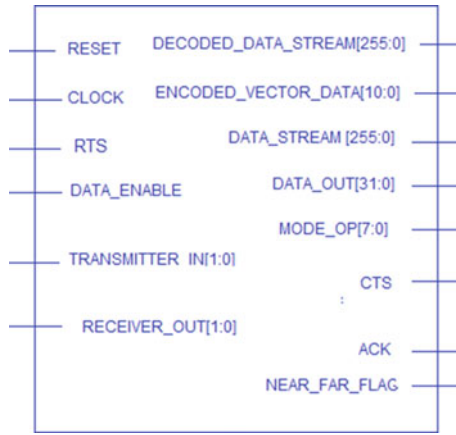 RESET
DECODED_DATA_STREAM[255:0]
CLOCK
ENCODED_VECTOR_DATA[10:0]
RTS
DATA_STREAM [255:0]
DATA_ENABLE
DATA_OUT[31:0]
MODE_OP[7:0]
TRANSMITTER IN[1:0]
CTS
:
RECEIVER_OUT[1:0]
ACK
NEAR_FAR_FLAG